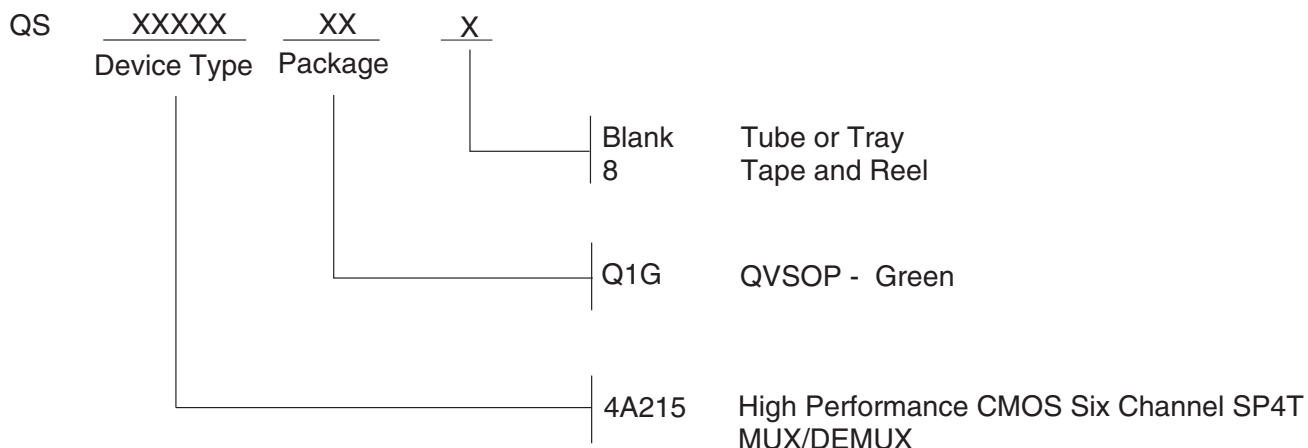 QS XXXXX XX X
Device Type Package
Blank Tube or Tray
8 Tape and Reel
Q1G QVSOP - Green
4A215 High Performance CMOS Six Channel SP4T
MUX/DEMUX